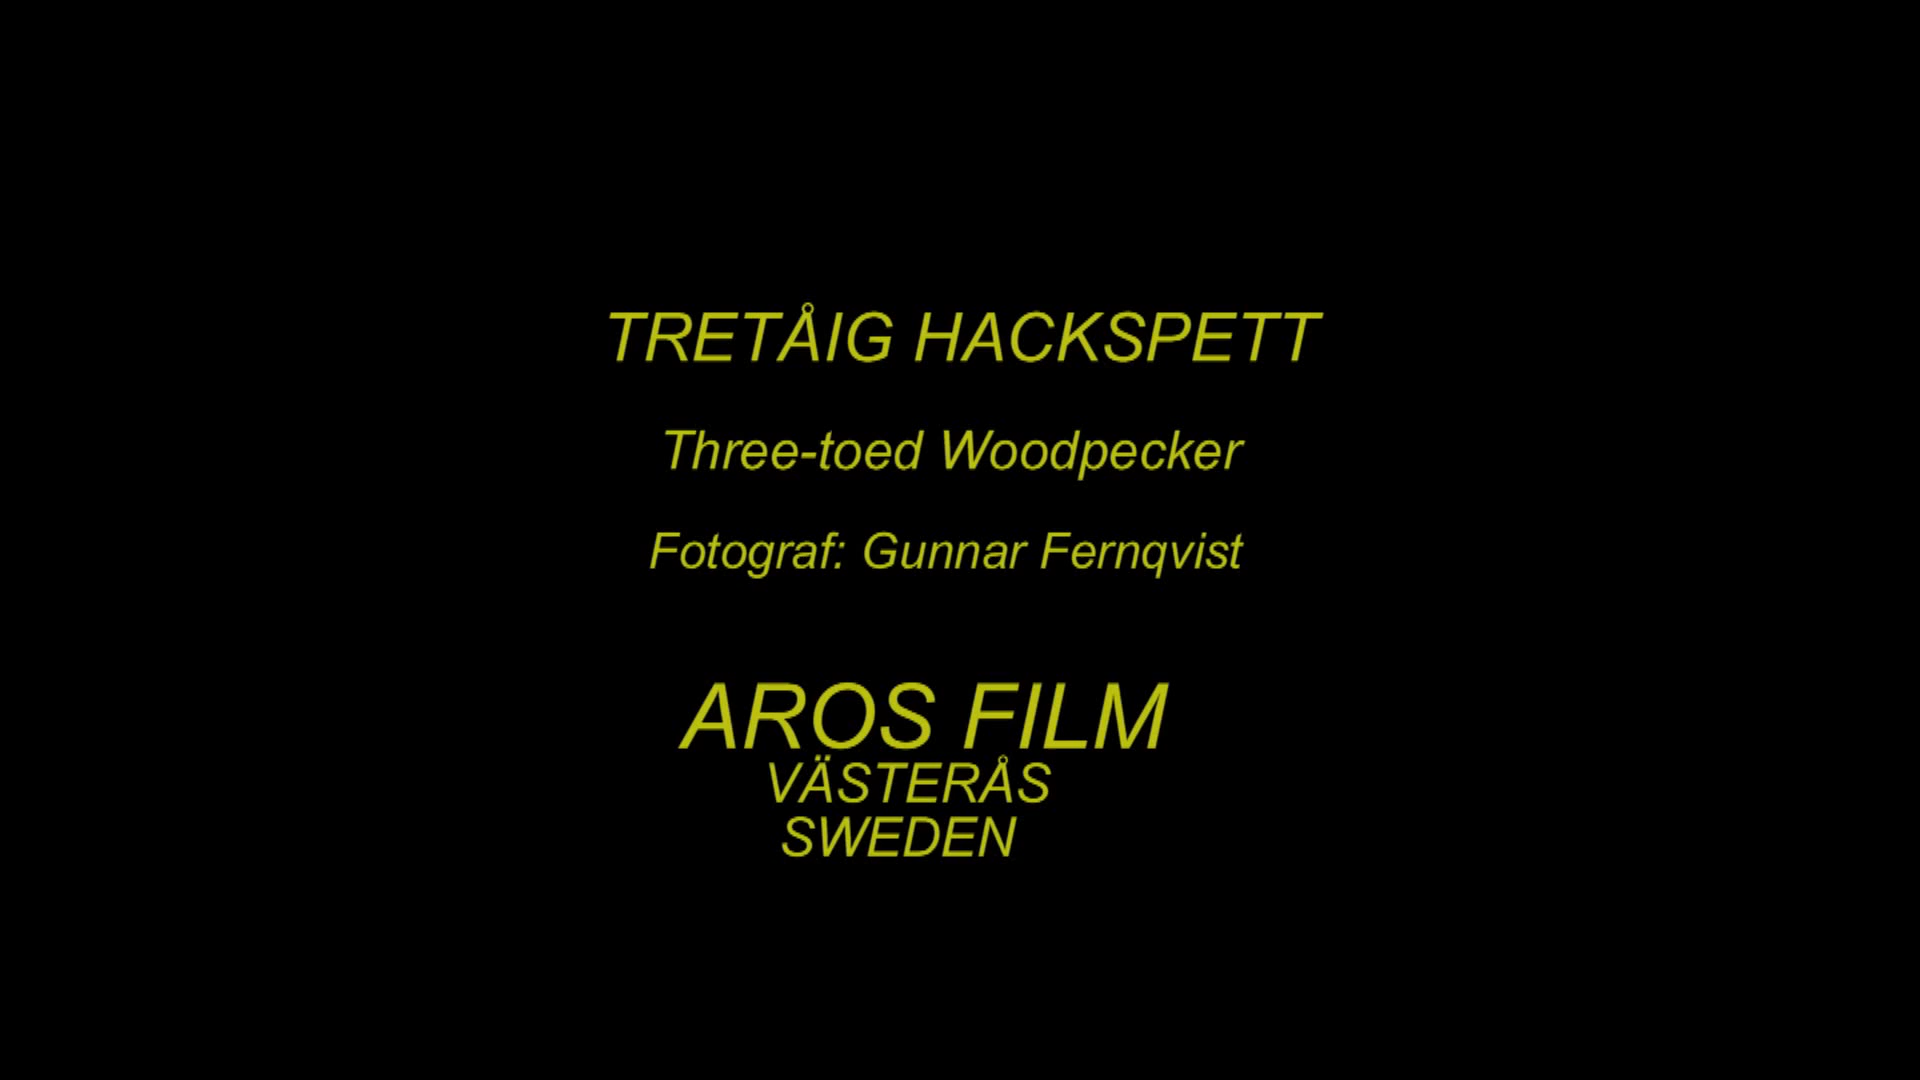 TRETÅIG HACKSPETT
Three-toed Woodpecker
Fotograf: Gunnar Fernqvist
AROS FILM
VÄSTERÅS
SWEDEN